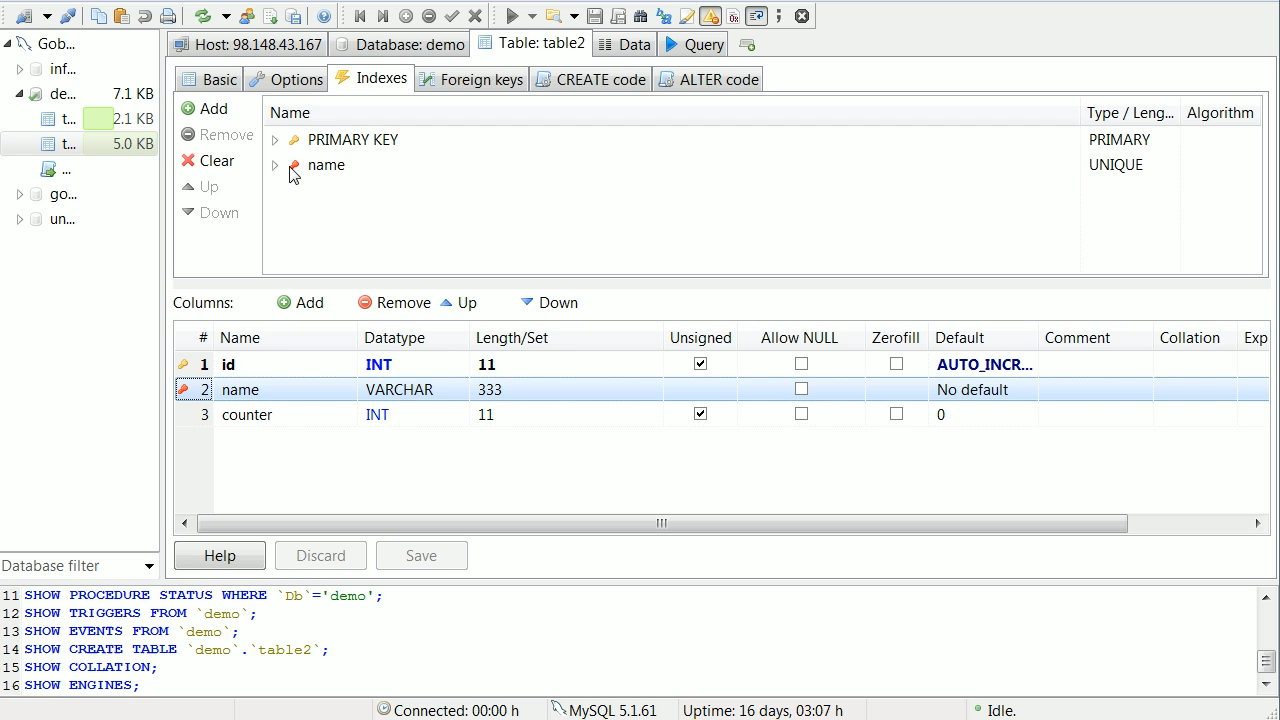 Host: 98.148.43.167 Database: demo Table: table2 Data Query
Gob...
inf...
de... 7.1 KB
t... 2.1 KB
t... 5.0 KB
...
go...
un...
Database filter
Basic Options Indexes Foreign keys CREATE code ALTER code
Add
Remove
Clear
Up
Down
Name Type / Leng... Algorithm
PRIMARY KEY PRIMARY
name UNIQUE
Columns: Add Remove Up Down
# Name Datatype Length/Set Unsigned Allow NULL Zerofill Default Comment Collation Exp
1 id INT 11 AUTO_INCR...
2 name VARCHAR 333 No default
3 counter INT 11 0
Help Discard Save
11 SHOW PROCEDURE STATUS WHERE `Db`='demo';
12 SHOW TRIGGERS FROM `demo`;
13 SHOW EVENTS FROM `demo`;
14 SHOW CREATE TABLE `demo`.`table2`;
15 SHOW COLLATION;
16 SHOW ENGINES;
Connected: 00:00 h MySQL 5.1.61 Uptime: 16 days, 03:07 h Idle.